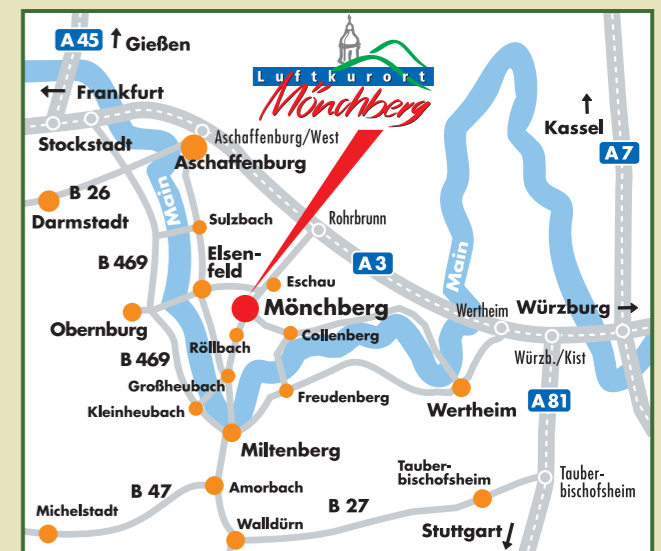 A 45 ↑ Gießen
Luftkurort
Mönchberg
← Frankfurt
↑
Kassel
Stockstadt
Aschaffenburg/West
A 7
Aschaffenburg
B 26
Darmstadt
Main
Sulzbach
Rohrbrunn
Main
B 469
Elsen-
feld
A 3
Eschau
Mönchberg
Wertheim
Würzburg →
Obernburg
Röllbach
Collenberg
Würzb./Kist
B 469
Großheubach
Freudenberg
Kleinheubach
Wertheim
A 81
Miltenberg
Tauber-
bischofsheim
Tauber-
bischofsheim
B 47
Amorbach
B 27
Michelstadt
Walldürn
Stuttgart ↓